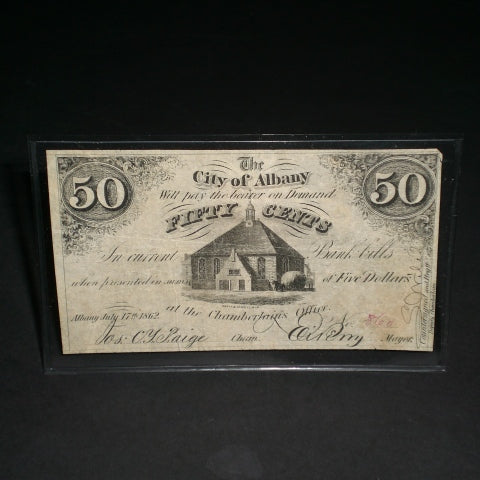 The
City of Albany
50 50
Will pay the bearer on Demand
FIFTY CENTS
In current Bank bills
when presented in sums of Five Dollars
at the Chamberlain's Office.
Albany July 17th 1862.
Jos. C.Y. Paige Cham. Mayor.